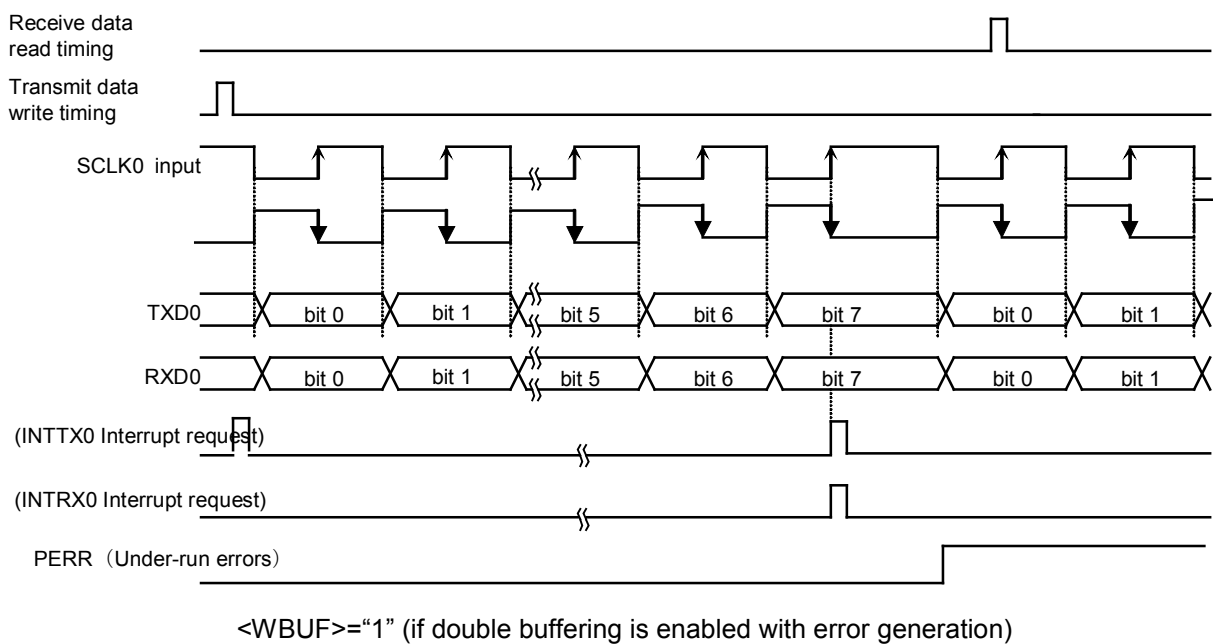 Receive data
read timing
Transmit data
write timing
SCLK0 input
TXD0 bit 0 bit 1 bit 5 bit 6 bit 7 bit 0 bit 1
RXD0 bit 0 bit 1 bit 5 bit 6 bit 7 bit 0 bit 1
(INTTX0 Interrupt request)
(INTRX0 Interrupt request)
PERR（Under-run errors）
<WBUF>=“1” (if double buffering is enabled with error generation)